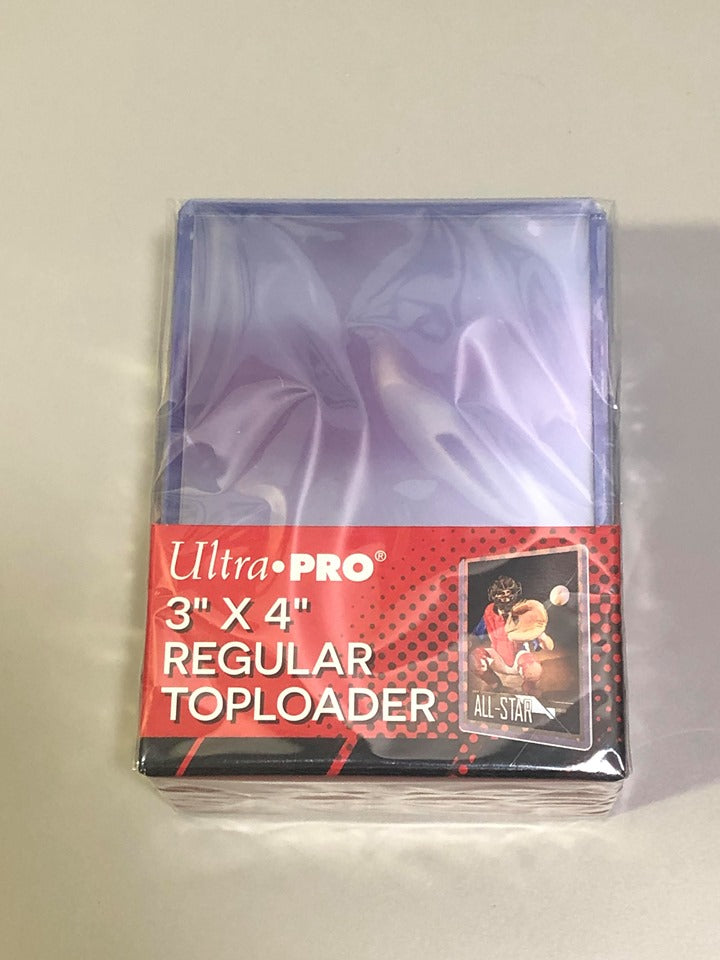 Ultra•PRO®
3" X 4"
REGULAR
TOPLOADER
ALL-STAR